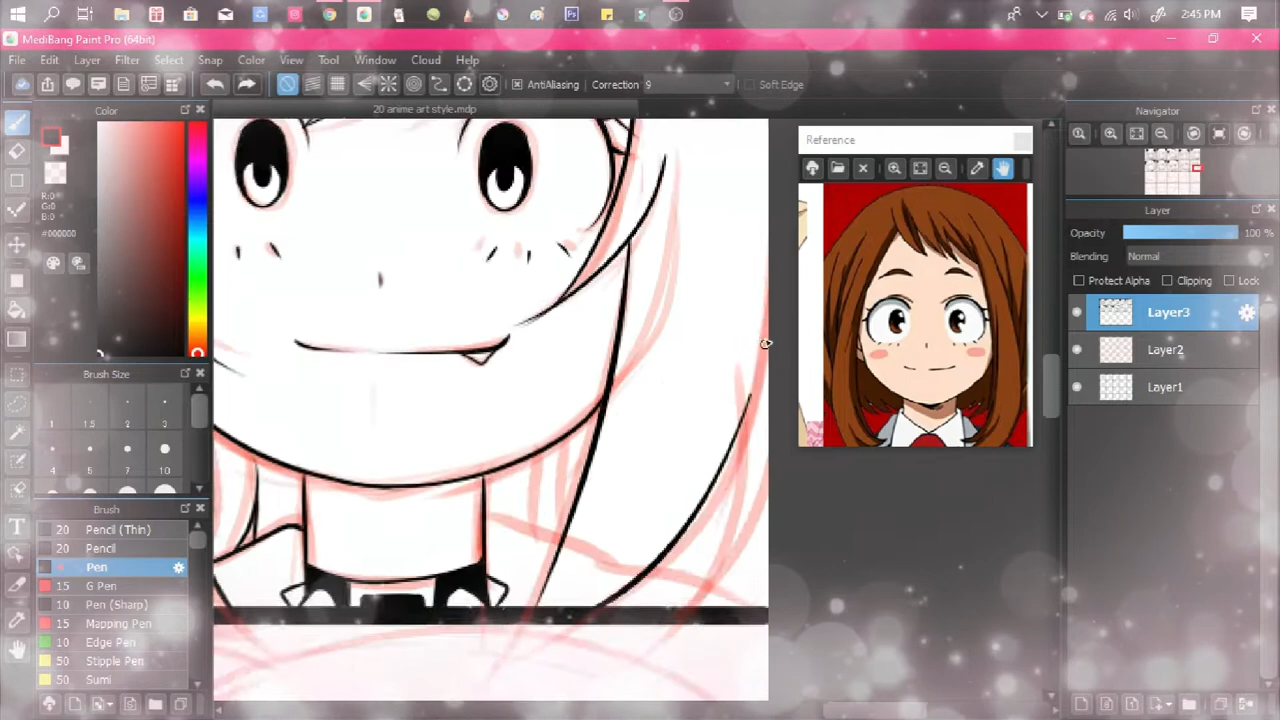 2:45 PM
MediBang Paint Pro (64bit)
File Edit Layer Filter Select Snap Color View Tool Window Cloud Help
AntiAliasing Correction 9 Soft Edge
Color
20 anime art style.mdp
Navigator
Reference
R:0
G:0
B:0
#000000
Layer
Opacity 100 %
Blending Normal
Protect Alpha Clipping Lock
Layer3
Layer2
Layer1
Brush Size
1 1.5 2 3
4 5 7 10
Brush
20 Pencil (Thin)
20 Pencil
Pen
15 G Pen
10 Pen (Sharp)
15 Mapping Pen
10 Edge Pen
50 Stipple Pen
50 Sumi